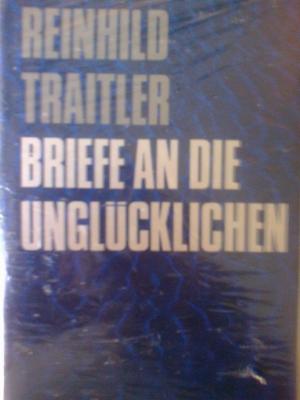 REINHILD
TRAITLER
BRIEFE AN DIE
UNGLÜCKLICHEN